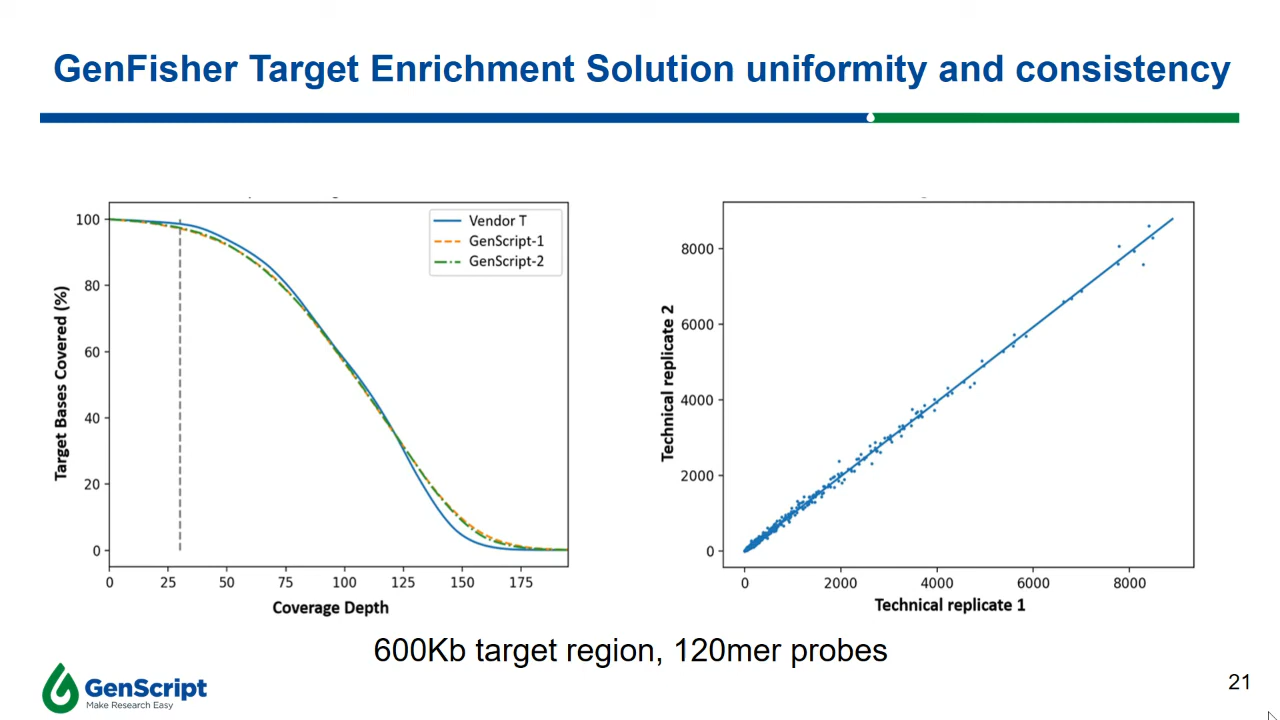 GenFisher Target Enrichment Solution uniformity and consistency
100
80
60
40
20
0
Target Bases Covered (%)
Vendor T
GenScript-1
GenScript-2
0 25 50 75 100 125 150 175
Coverage Depth
8000
6000
4000
2000
0
Technical replicate 2
0 2000 4000 6000 8000
Technical replicate 1
600Kb target region, 120mer probes
GenScript
Make Research Easy
21